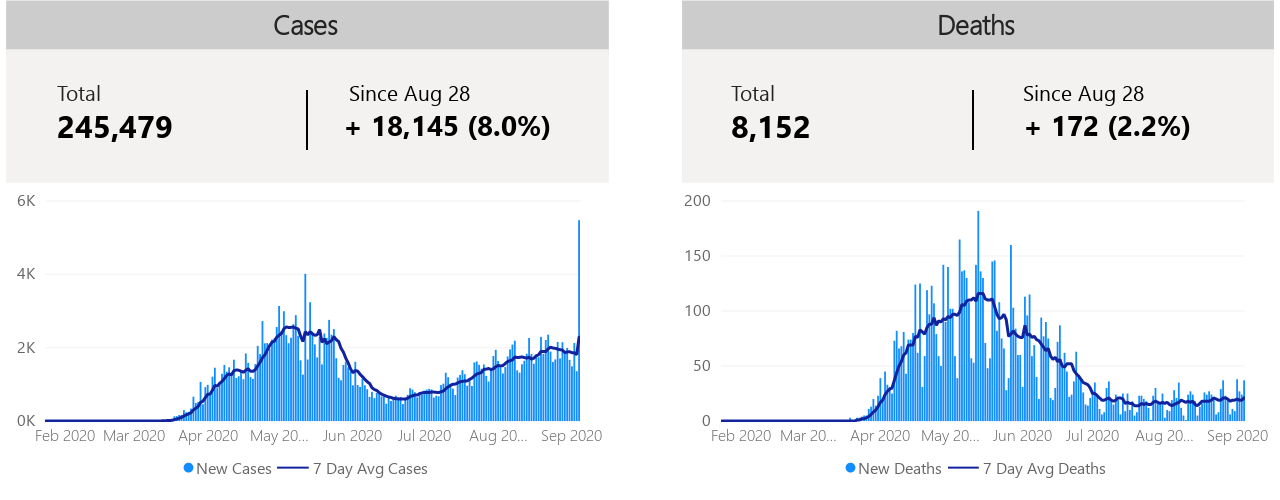 Cases
Total
245,479
Since Aug 28
+ 18,145 (8.0%)
6K
4K
2K
0K
Feb 2020 Mar 2020 Apr 2020 May 20... Jun 2020 Jul 2020 Aug 20... Sep 2020
New Cases 7 Day Avg Cases
Deaths
Total
8,152
Since Aug 28
+ 172 (2.2%)
200
150
100
50
0
Feb 2020 Mar 20... Apr 2020 May 20... Jun 2020 Jul 2020 Aug 20... Sep 2020
New Deaths 7 Day Avg Deaths